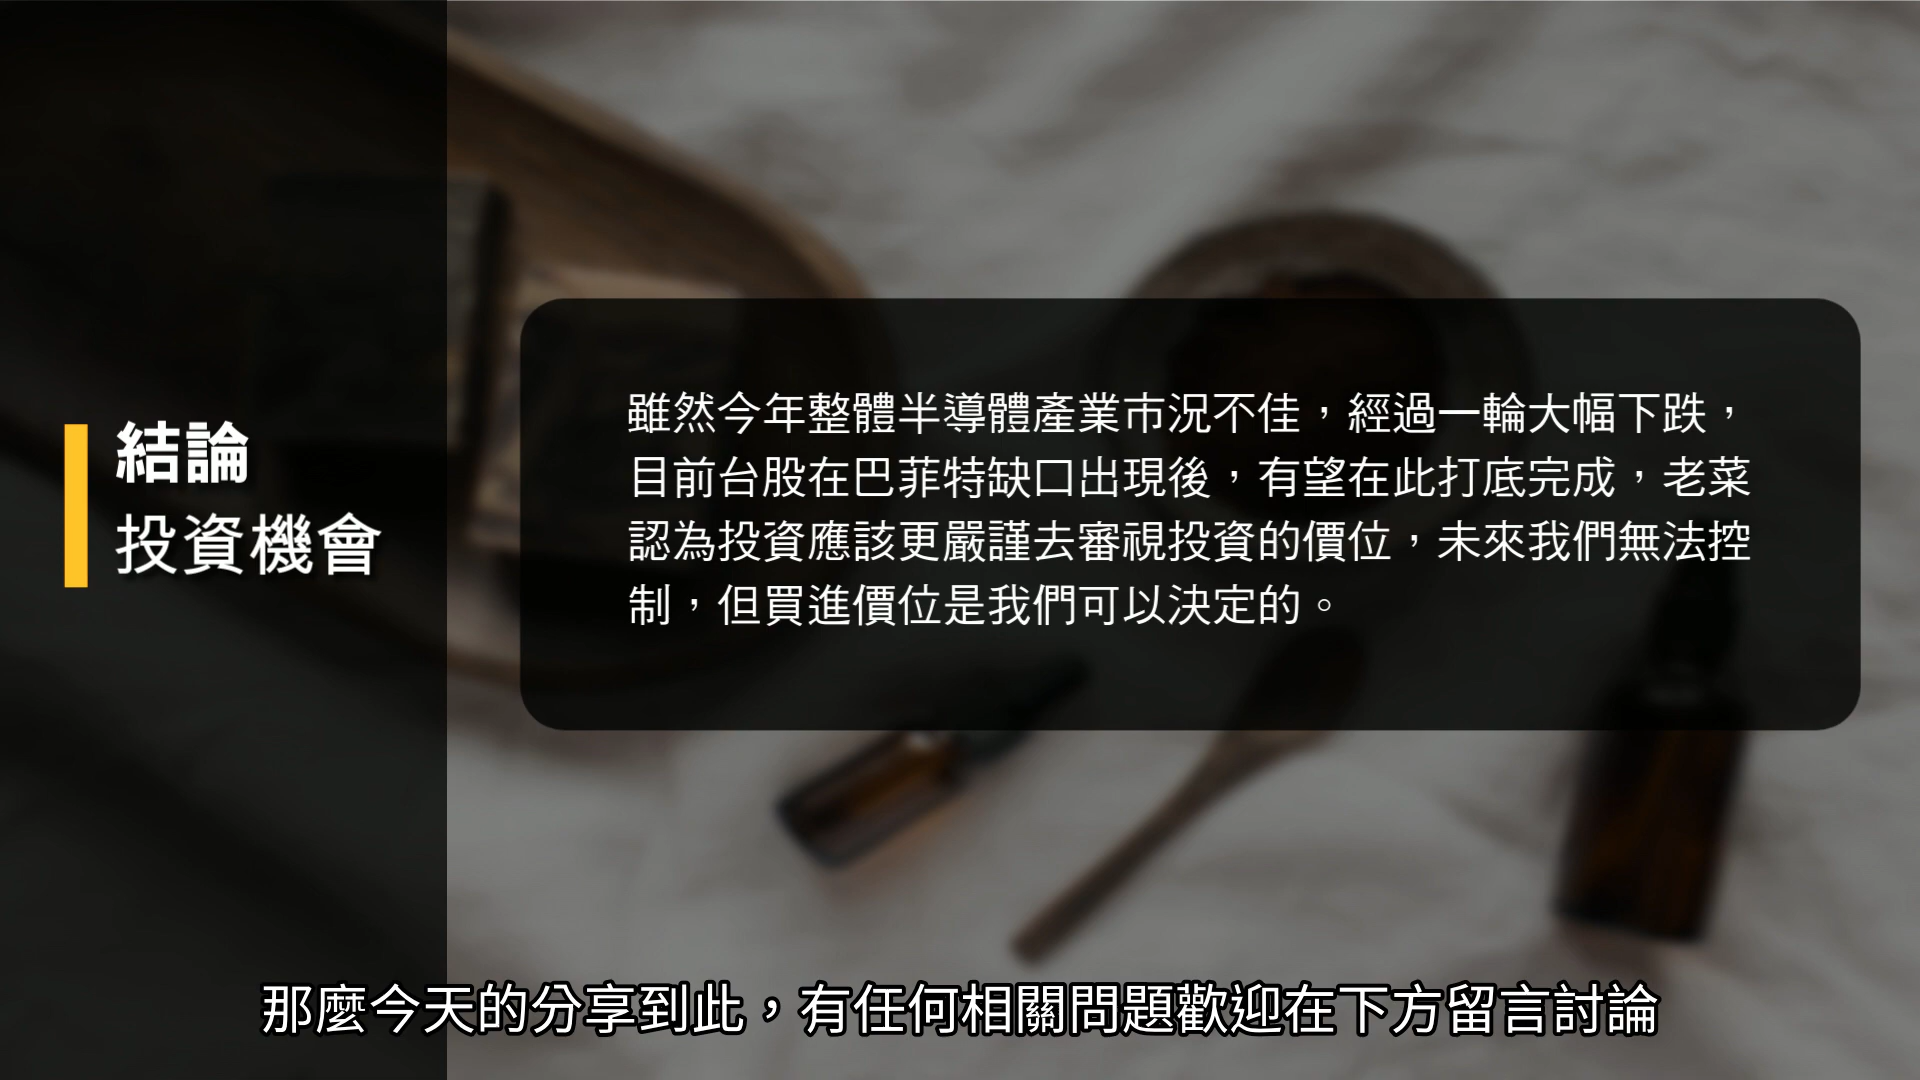 結論
投資機會
雖然今年整體半導體產業市況不佳，經過一輪大幅下跌，
目前台股在巴菲特缺口出現後，有望在此打底完成，老菜
認為投資應該更嚴謹去審視投資的價位，未來我們無法控
制，但買進價位是我們可以決定的。
那麼今天的分享到此，有任何相關問題歡迎在下方留言討論